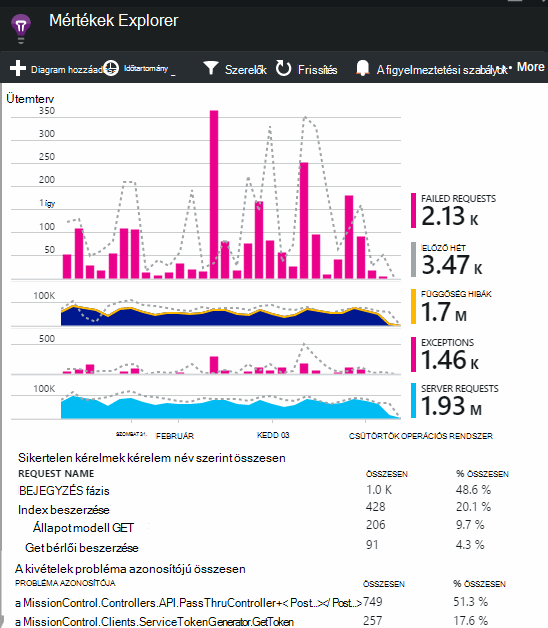 Mértékek Explorer
Diagram hozzáadása Időtartomány _ Szerelők Frissítés A figyelmeztetési szabályok ... More
Ütemterv
350
300
250
200
1 így
100
50
FAILED REQUESTS
2.13 K
ELŐZŐ HÉT
3.47 K
100K
FÜGGŐSÉG HIBÁK
1.7 M
500
EXCEPTIONS
1.46 K
100K
SERVER REQUESTS
1.93 M
SZOMBAT 31. FEBRUÁR KEDD 03 CSÜTÖRTÖK OPERÁCIÓS RENDSZER
Sikertelen kérelmek kérelem név szerint összesen
REQUEST NAME ÖSSZESEN % ÖSSZESEN
BEJEGYZÉS fázis 1.0 K 48.6 %
Index beszerzése 428 20.1 %
Állapot modell GET 206 9.7 %
Get bérlői beszerzése 91 4.3 %
A kivételek probléma azonosítójú összesen
PROBLÉMA AZONOSÍTÓJA ÖSSZESEN % ÖSSZESEN
a MissionControl.Controllers.API.PassThruController+< Post...></ Post...> 749 51.3 %
a MissionControl.Clients.ServiceTokenGenerator.GetToken 257 17.6 %